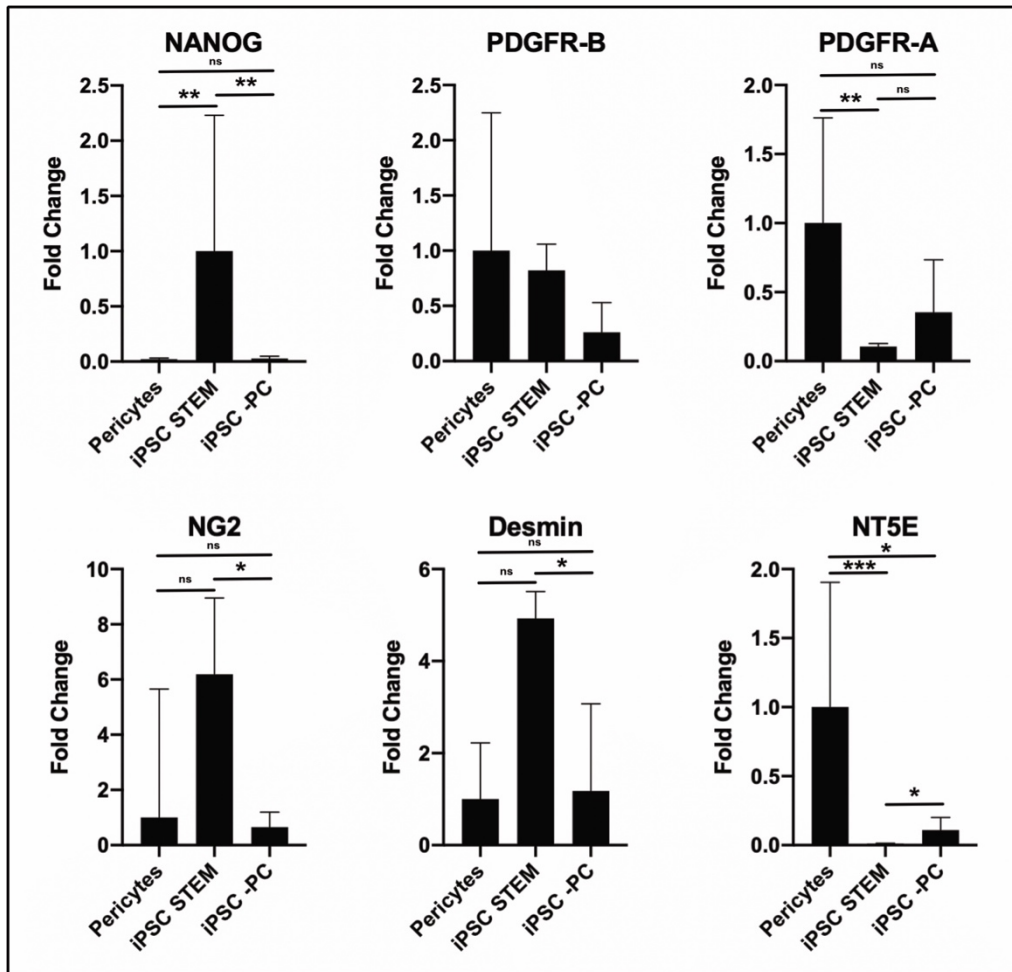 NANOG
ns
**
**
Fold Change
2.5
2.0
1.5
1.0
0.5
0.0
Pericytes
iPSC STEM
iPSC -PC
PDGFR-B
Fold Change
2.5
2.0
1.5
1.0
0.5
0.0
Pericytes
iPSC STEM
iPSC -PC
PDGFR-A
ns
ns
**
Fold Change
2.0
1.5
1.0
0.5
0.0
Pericytes
iPSC STEM
iPSC -PC
NG2
ns
ns
*
Fold Change
10
8
6
4
2
0
Pericytes
iPSC STEM
iPSC -PC
Desmin
ns
ns
*
Fold Change
6
4
2
0
Pericytes
iPSC STEM
iPSC -PC
NT5E
*
***
*
Fold Change
2.0
1.5
1.0
0.5
0.0
Pericytes
iPSC STEM
iPSC -PC